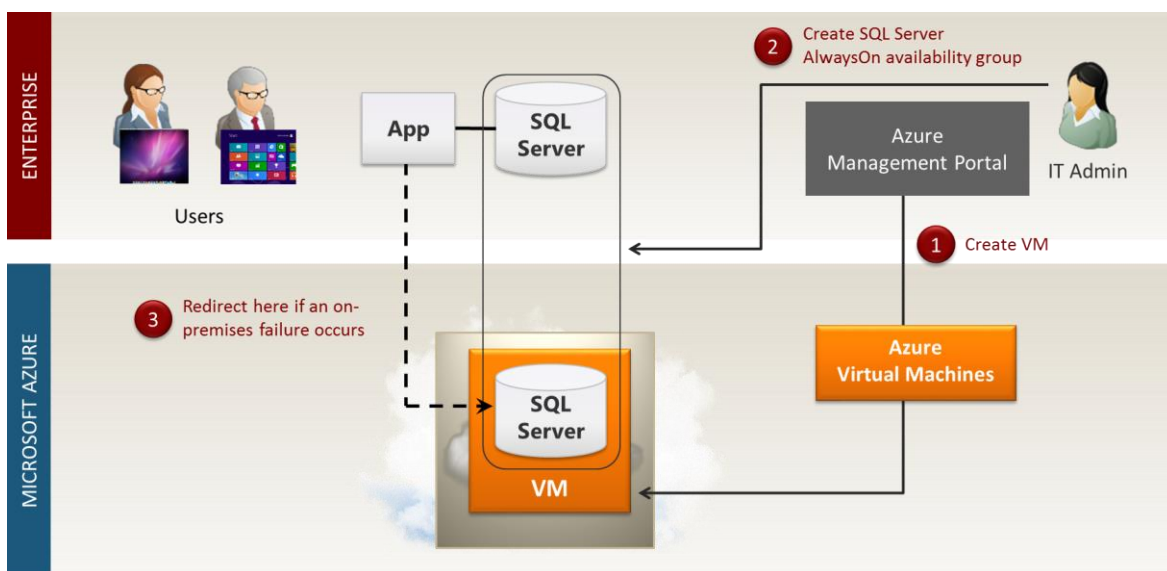 ENTERPRISE
Users
App
SQL
Server
2
Create SQL Server
AlwaysOn availability group
Azure
Management Portal
IT Admin
1
Create VM
MICROSOFT AZURE
3
Redirect here if an on-
premises failure occurs
SQL
Server
VM
Azure
Virtual Machines